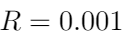 R = 0.001